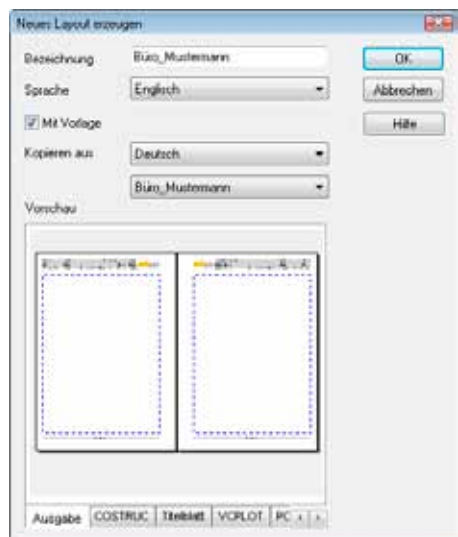 Neues Layout erzeugen
Bezeichnung Büro_Mustermann OK
Sprache Englisch Abbrechen
Mit Vorlage Hilfe
Kopieren aus Deutsch
Büro_Mustermann
Vorschau
Ausgabe COSTRUC Titelblatt VCPLOT PC